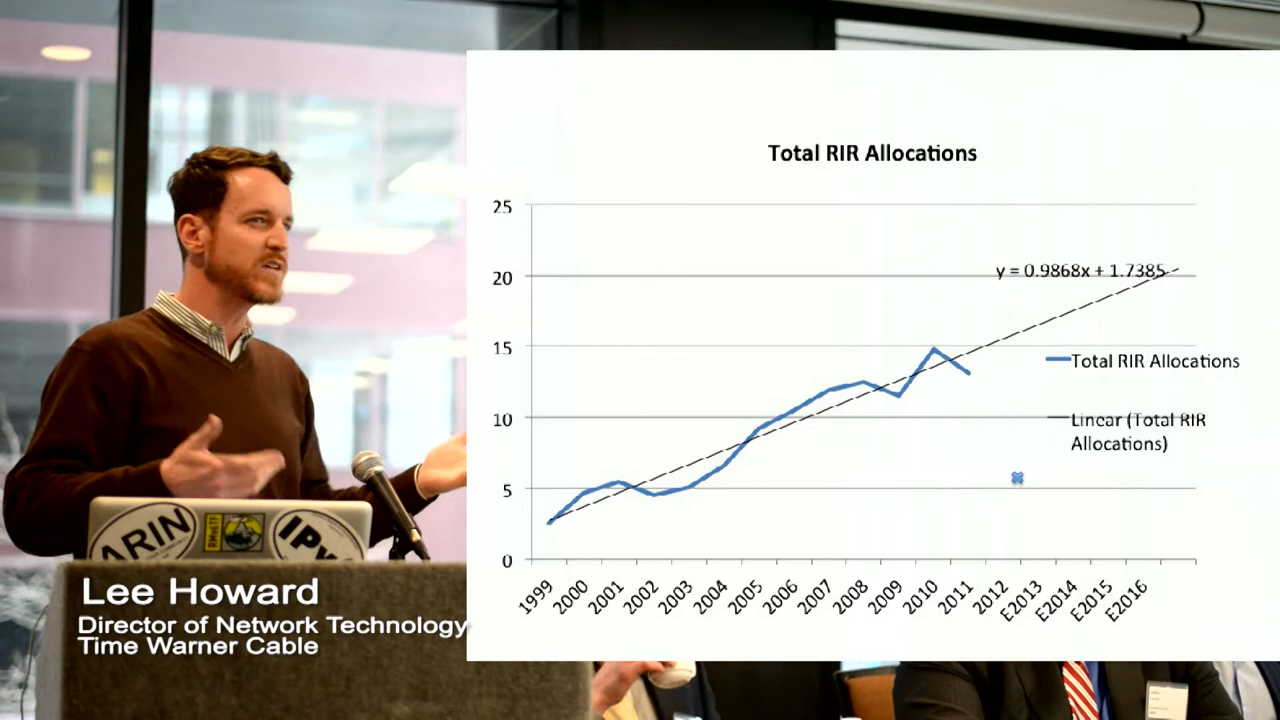 Total RIR Allocations
25
20
15
10
5
0
y = 0.9868x + 1.7385
Total RIR Allocations
Linear (Total RIR
Allocations)
1999
2000
2001
2002
2003
2004
2005
2006
2007
2008
2009
2010
2011
2012
E2013
E2014
E2015
E2016
ARIN
IPv
Lee Howard
Director of Network Technology
Time Warner Cable